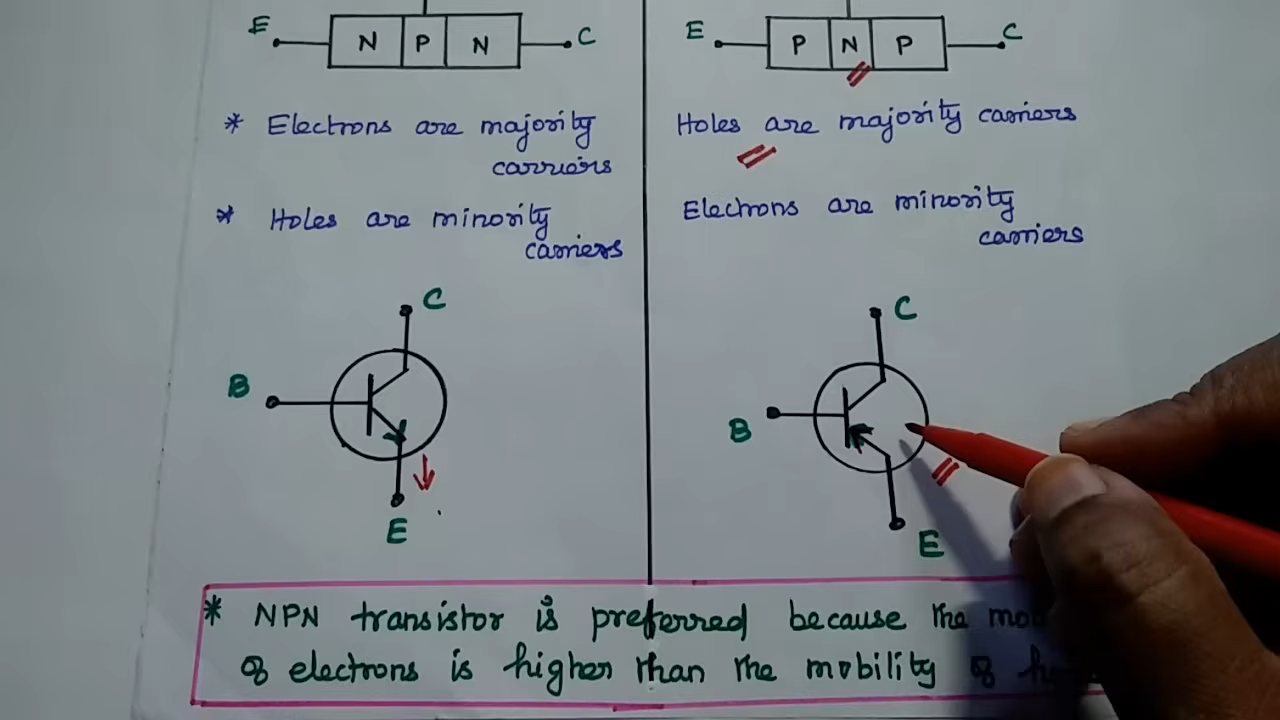 E N P N C
E P N P C
* Electrons are majority
carriers
* Holes are minority
carriers
Holes are majority carriers
Electrons are minority
carriers
C
B
E
C
B
E
* NPN transistor is preferred because the
of electrons is higher than the mobility of